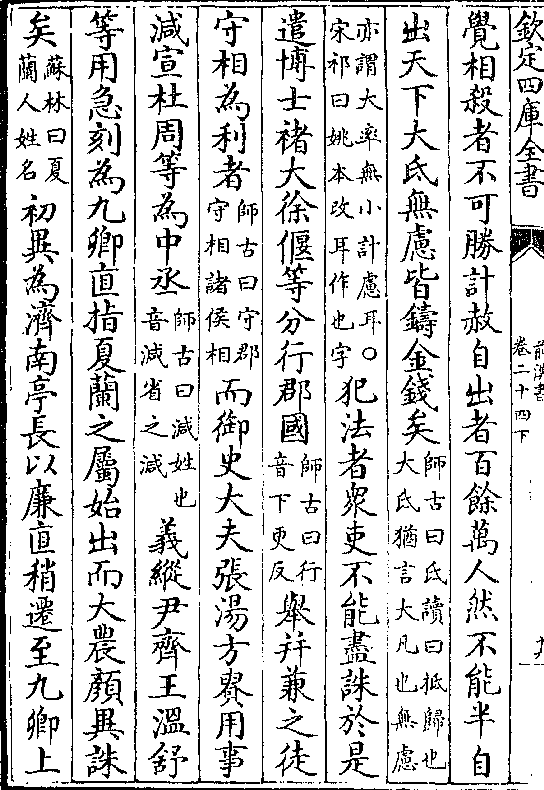 欽定四庫全書
前漢書
卷二十四下
十九
覺相殺者不可勝計赦自出者百餘萬人然不能半自
出天下大氐無慮皆鑄金錢矣師古曰氐讀曰抵歸也大氐猶言大凡也無慮
亦謂大率無小計慮耳○宋祁曰姚本改耳作也字犯法者衆吏不能盡誅於是
遣博士褚大徐偃等分行郡國師古曰行音下更反舉并兼之徒
守相為利者師古曰守郡守相諸侯相而御史大夫張湯方貴用事
減宣杜周等為中丞師古曰減姓也音減省之減義縱尹齊王溫舒
等用急刻為九卿直指夏蘭之屬始出而大農顏異誅
矣蘇林曰夏蘭人姓名初異為濟南亭長以廉直稍遷至九卿上